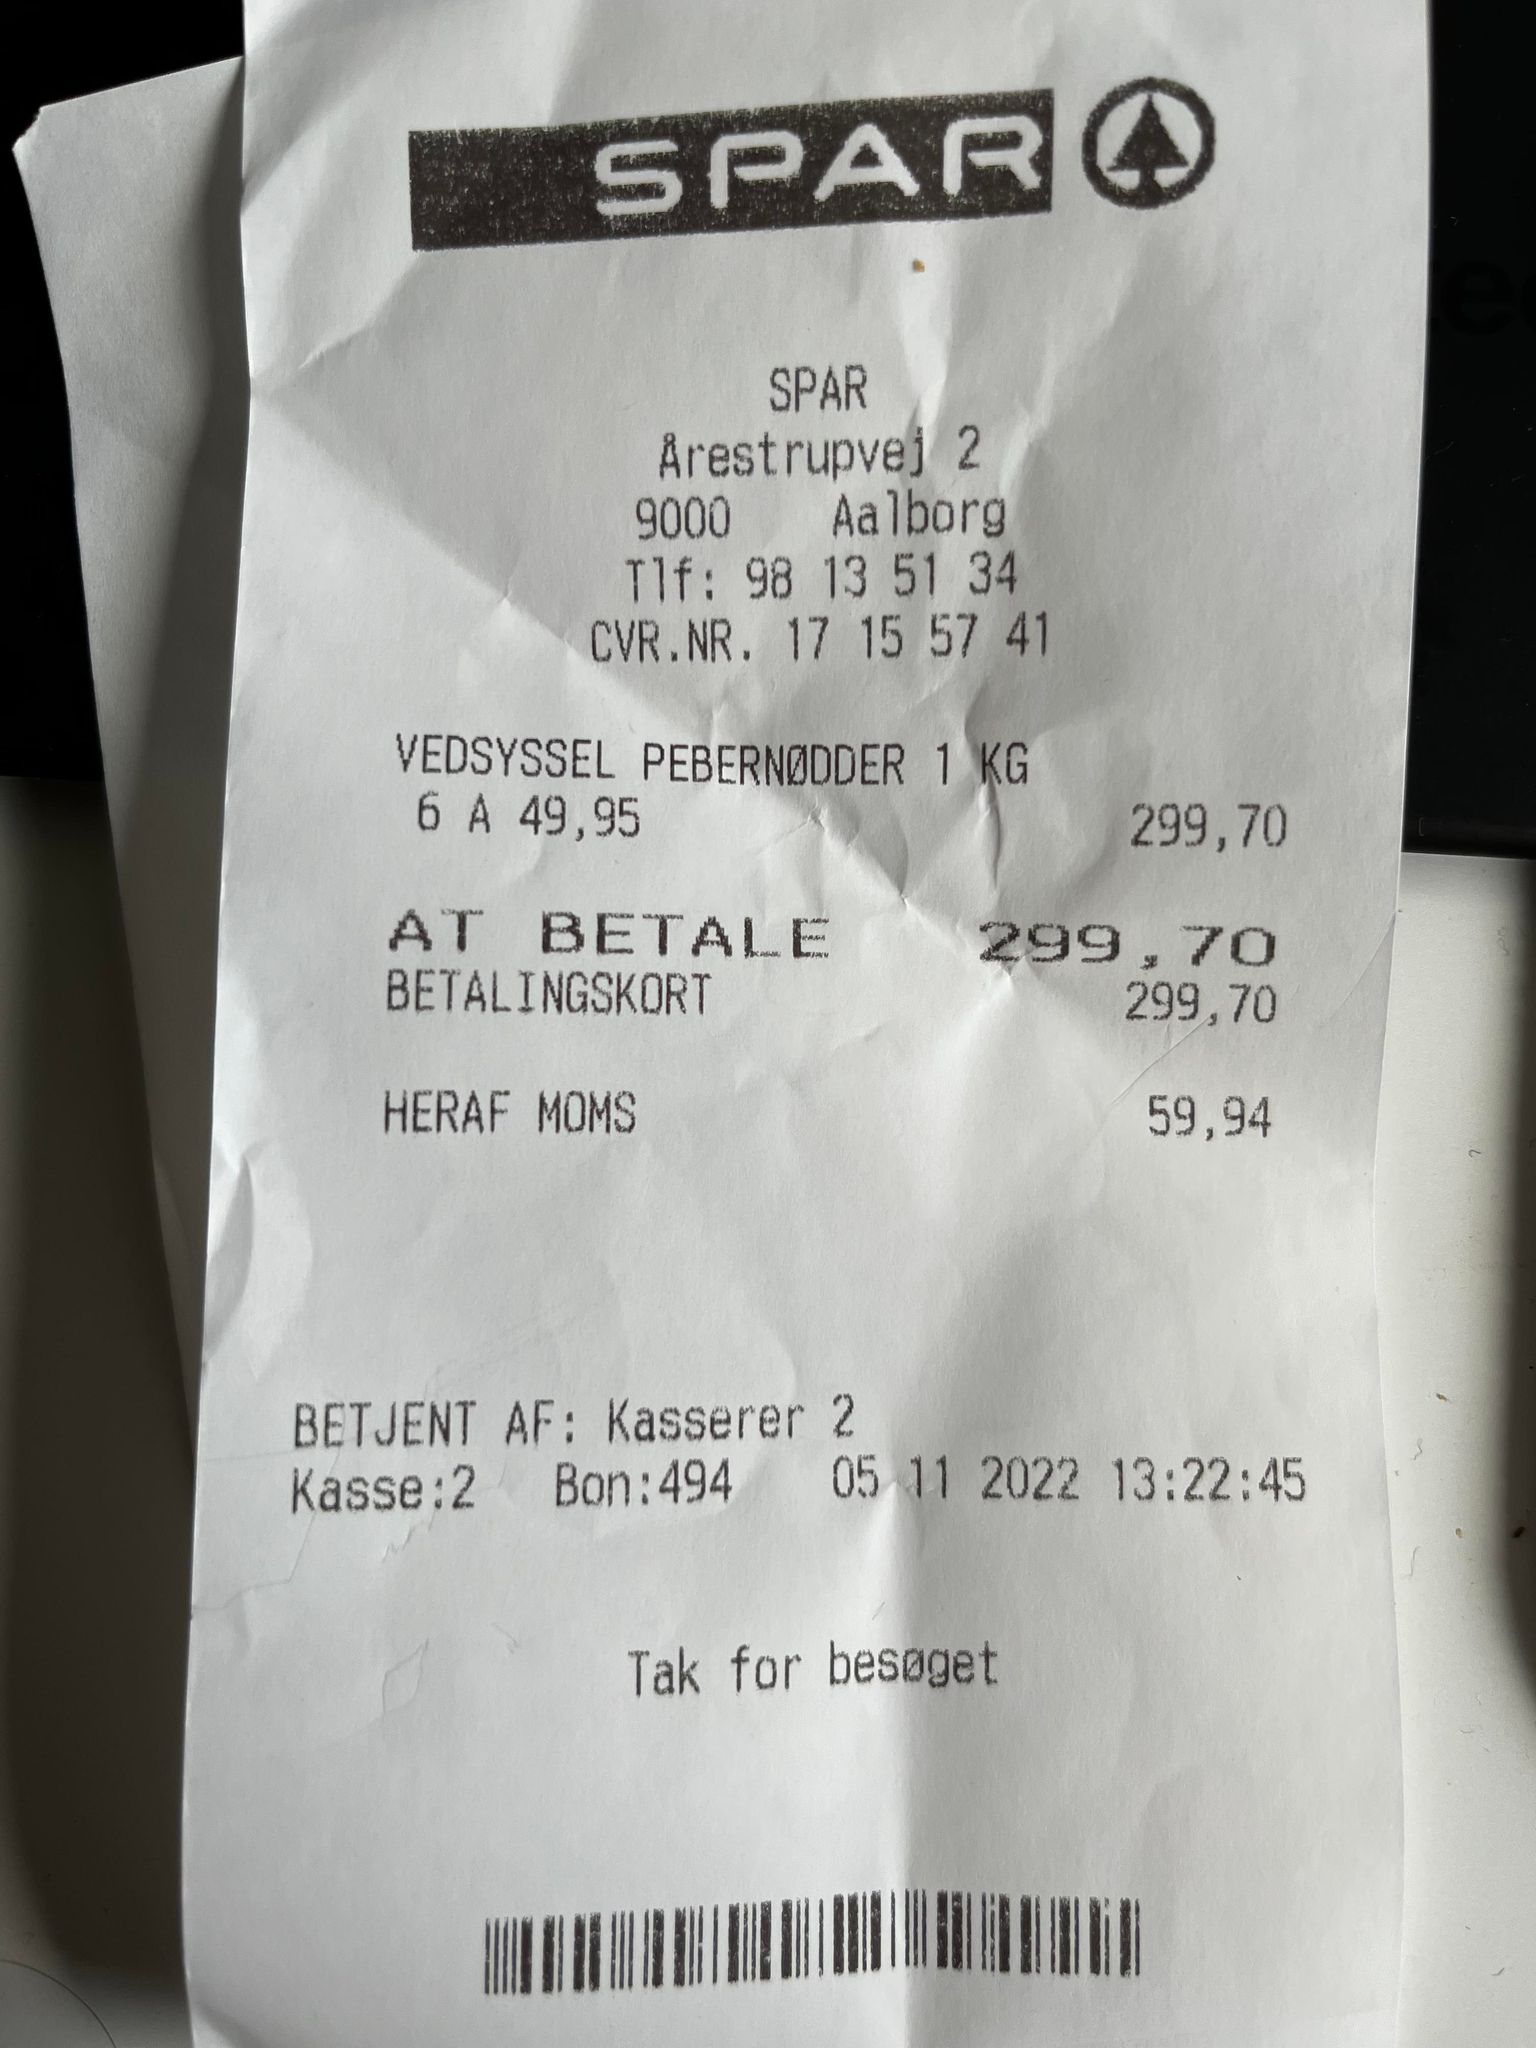 SPAR
SPAR
Årestrupvej 2
9000 Aalborg
Tlf: 98 13 51 34
CVR.NR. 17 15 57 41
VEDSYSSEL PEBERNØDDER 1 KG
6 A 49,95 299,70
AT BETALE 299,70
BETALINGSKORT 299,70
HERAF MOMS 59,94
BETJENT AF: Kasserer 2
Kasse:2 Bon:494 05 11 2022 13:22:45
Tak for besøget